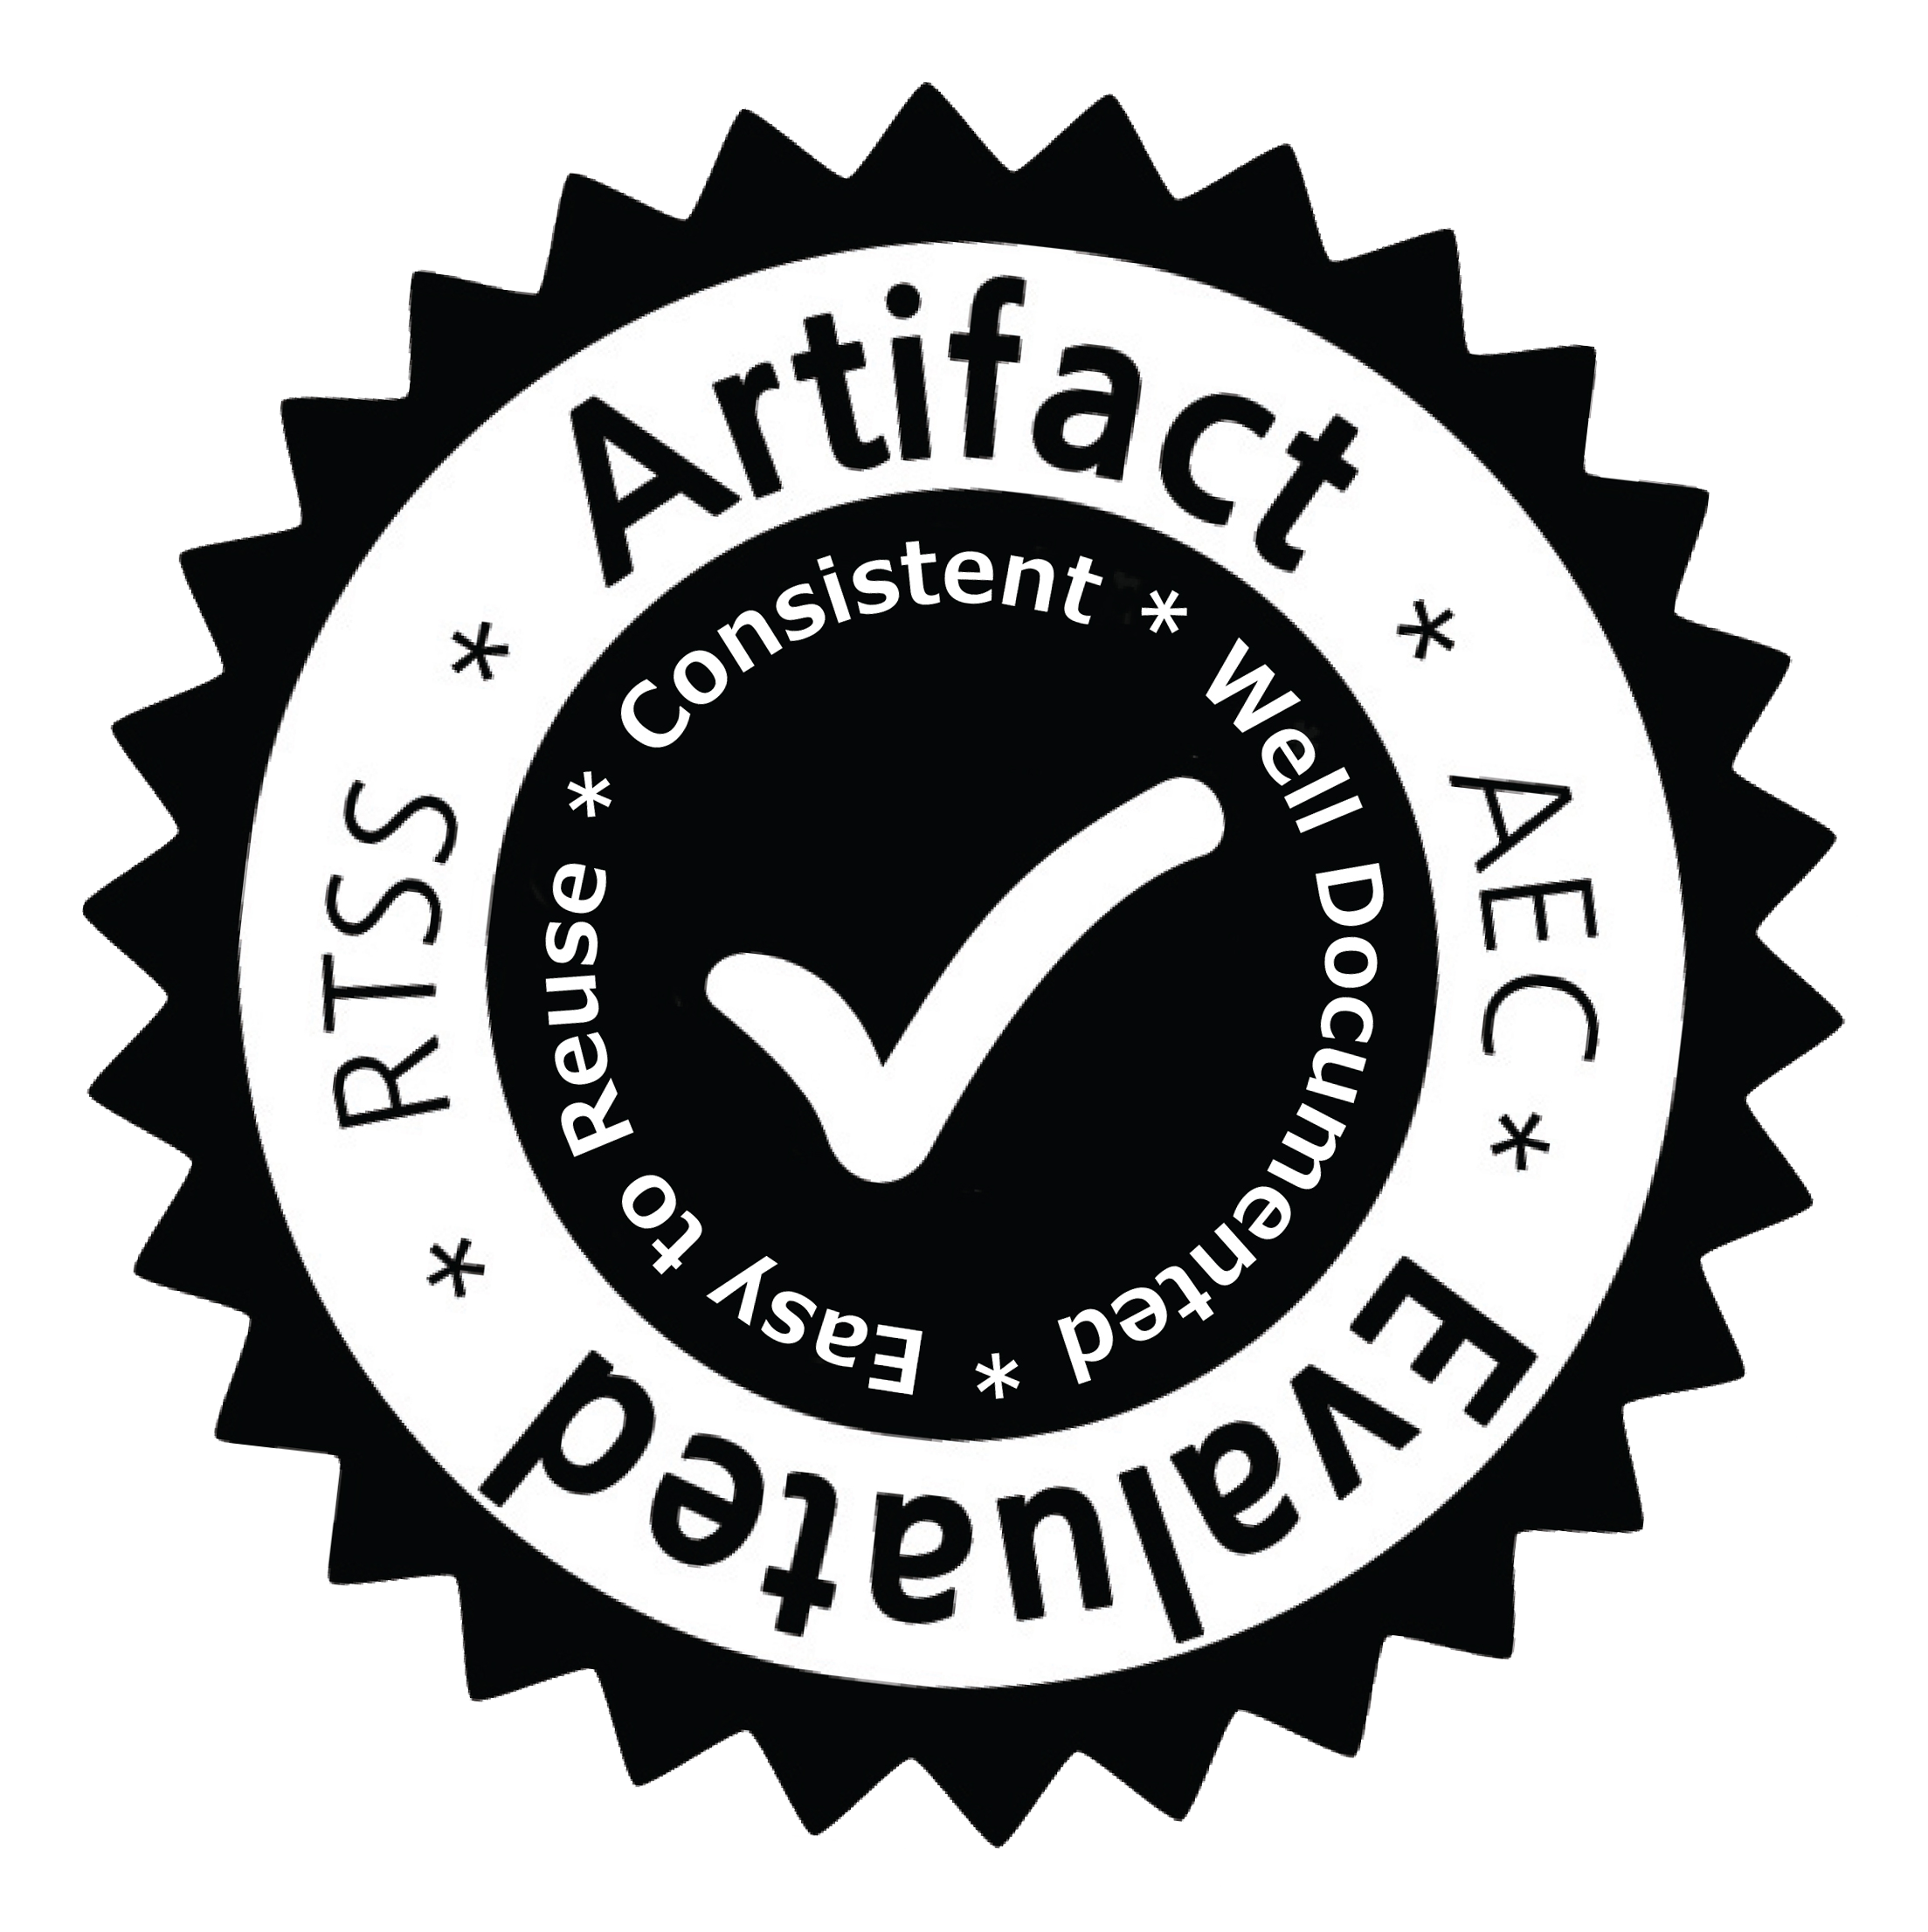 Artifact * AEC * Evaluated * RTSS *
Consistent * Well Documented * Easy to Reuse *